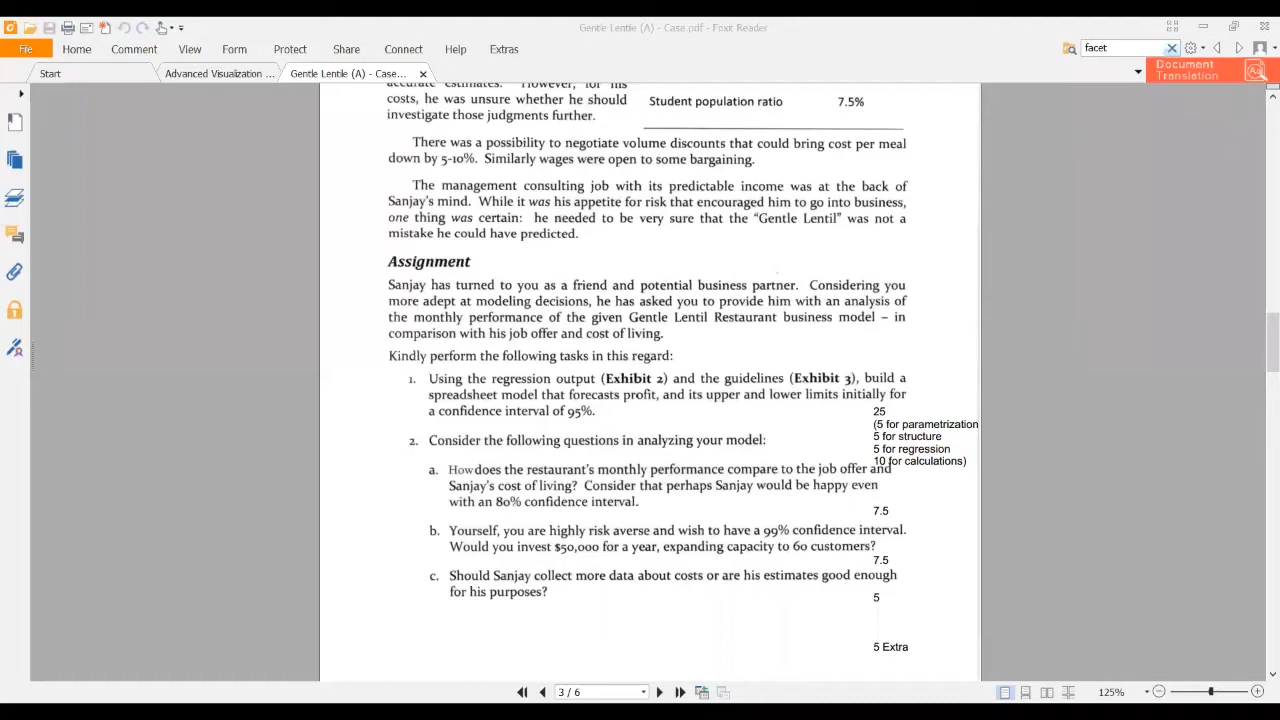 Gentle Lentie (A) - Case.pdf - Foxit Reader
File
Home
Comment
View
Form
Protect
Share
Connect
Help
Extras
facet
Start
Advanced Visualization ...
Gentle Lentie (A) - Case...
Document
Translation
accurate estimates. However, for his
costs, he was unsure whether he should
investigate those judgments further.
Student population ratio 7.5%
There was a possibility to negotiate volume discounts that could bring cost per meal
down by 5-10%. Similarly wages were open to some bargaining.
The management consulting job with its predictable income was at the back of
Sanjay's mind. While it was his appetite for risk that encouraged him to go into business,
one thing was certain: he needed to be very sure that the “Gentle Lentil” was not a
mistake he could have predicted.
Assignment
Sanjay has turned to you as a friend and potential business partner. Considering you
more adept at modeling decisions, he has asked you to provide him with an analysis of
the monthly performance of the given Gentle Lentil Restaurant business model – in
comparison with his job offer and cost of living.
Kindly perform the following tasks in this regard:
1. Using the regression output (Exhibit 2) and the guidelines (Exhibit 3), build a
spreadsheet model that forecasts profit, and its upper and lower limits initially for
a confidence interval of 95%.
25
(5 for parametrization
5 for structure
5 for regression
10 for calculations)
2. Consider the following questions in analyzing your model:
a. How does the restaurant's monthly performance compare to the job offer and
Sanjay's cost of living? Consider that perhaps Sanjay would be happy even
with an 80% confidence interval.
7.5
b. Yourself, you are highly risk averse and wish to have a 99% confidence interval.
Would you invest $50,000 for a year, expanding capacity to 60 customers?
7.5
c. Should Sanjay collect more data about costs or are his estimates good enough
for his purposes?
5
5 Extra
3 / 6
125%